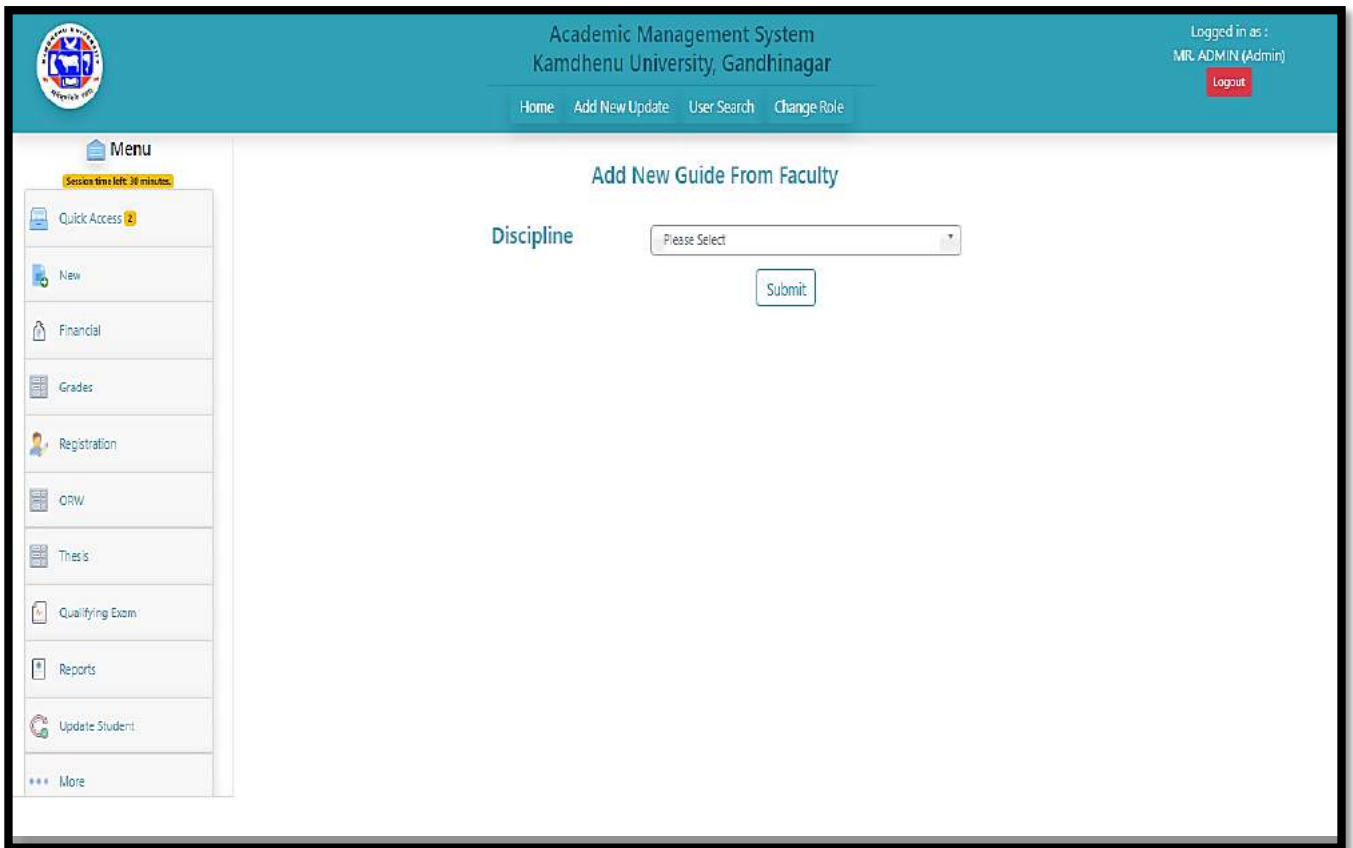 Academic Management System
Kamdhenu University, Gandhinagar
Home Add New Update User Search Change Role
Logged in as :
MR. ADMIN (Admin)
Logout
Menu
Session time left: 30 minutes.
Quick Access 2
New
Financial
Grades
Registration
ORW
Thesis
Qualifying Exam
Reports
Update Student
More
Add New Guide From Faculty
Discipline Please Select
Submit